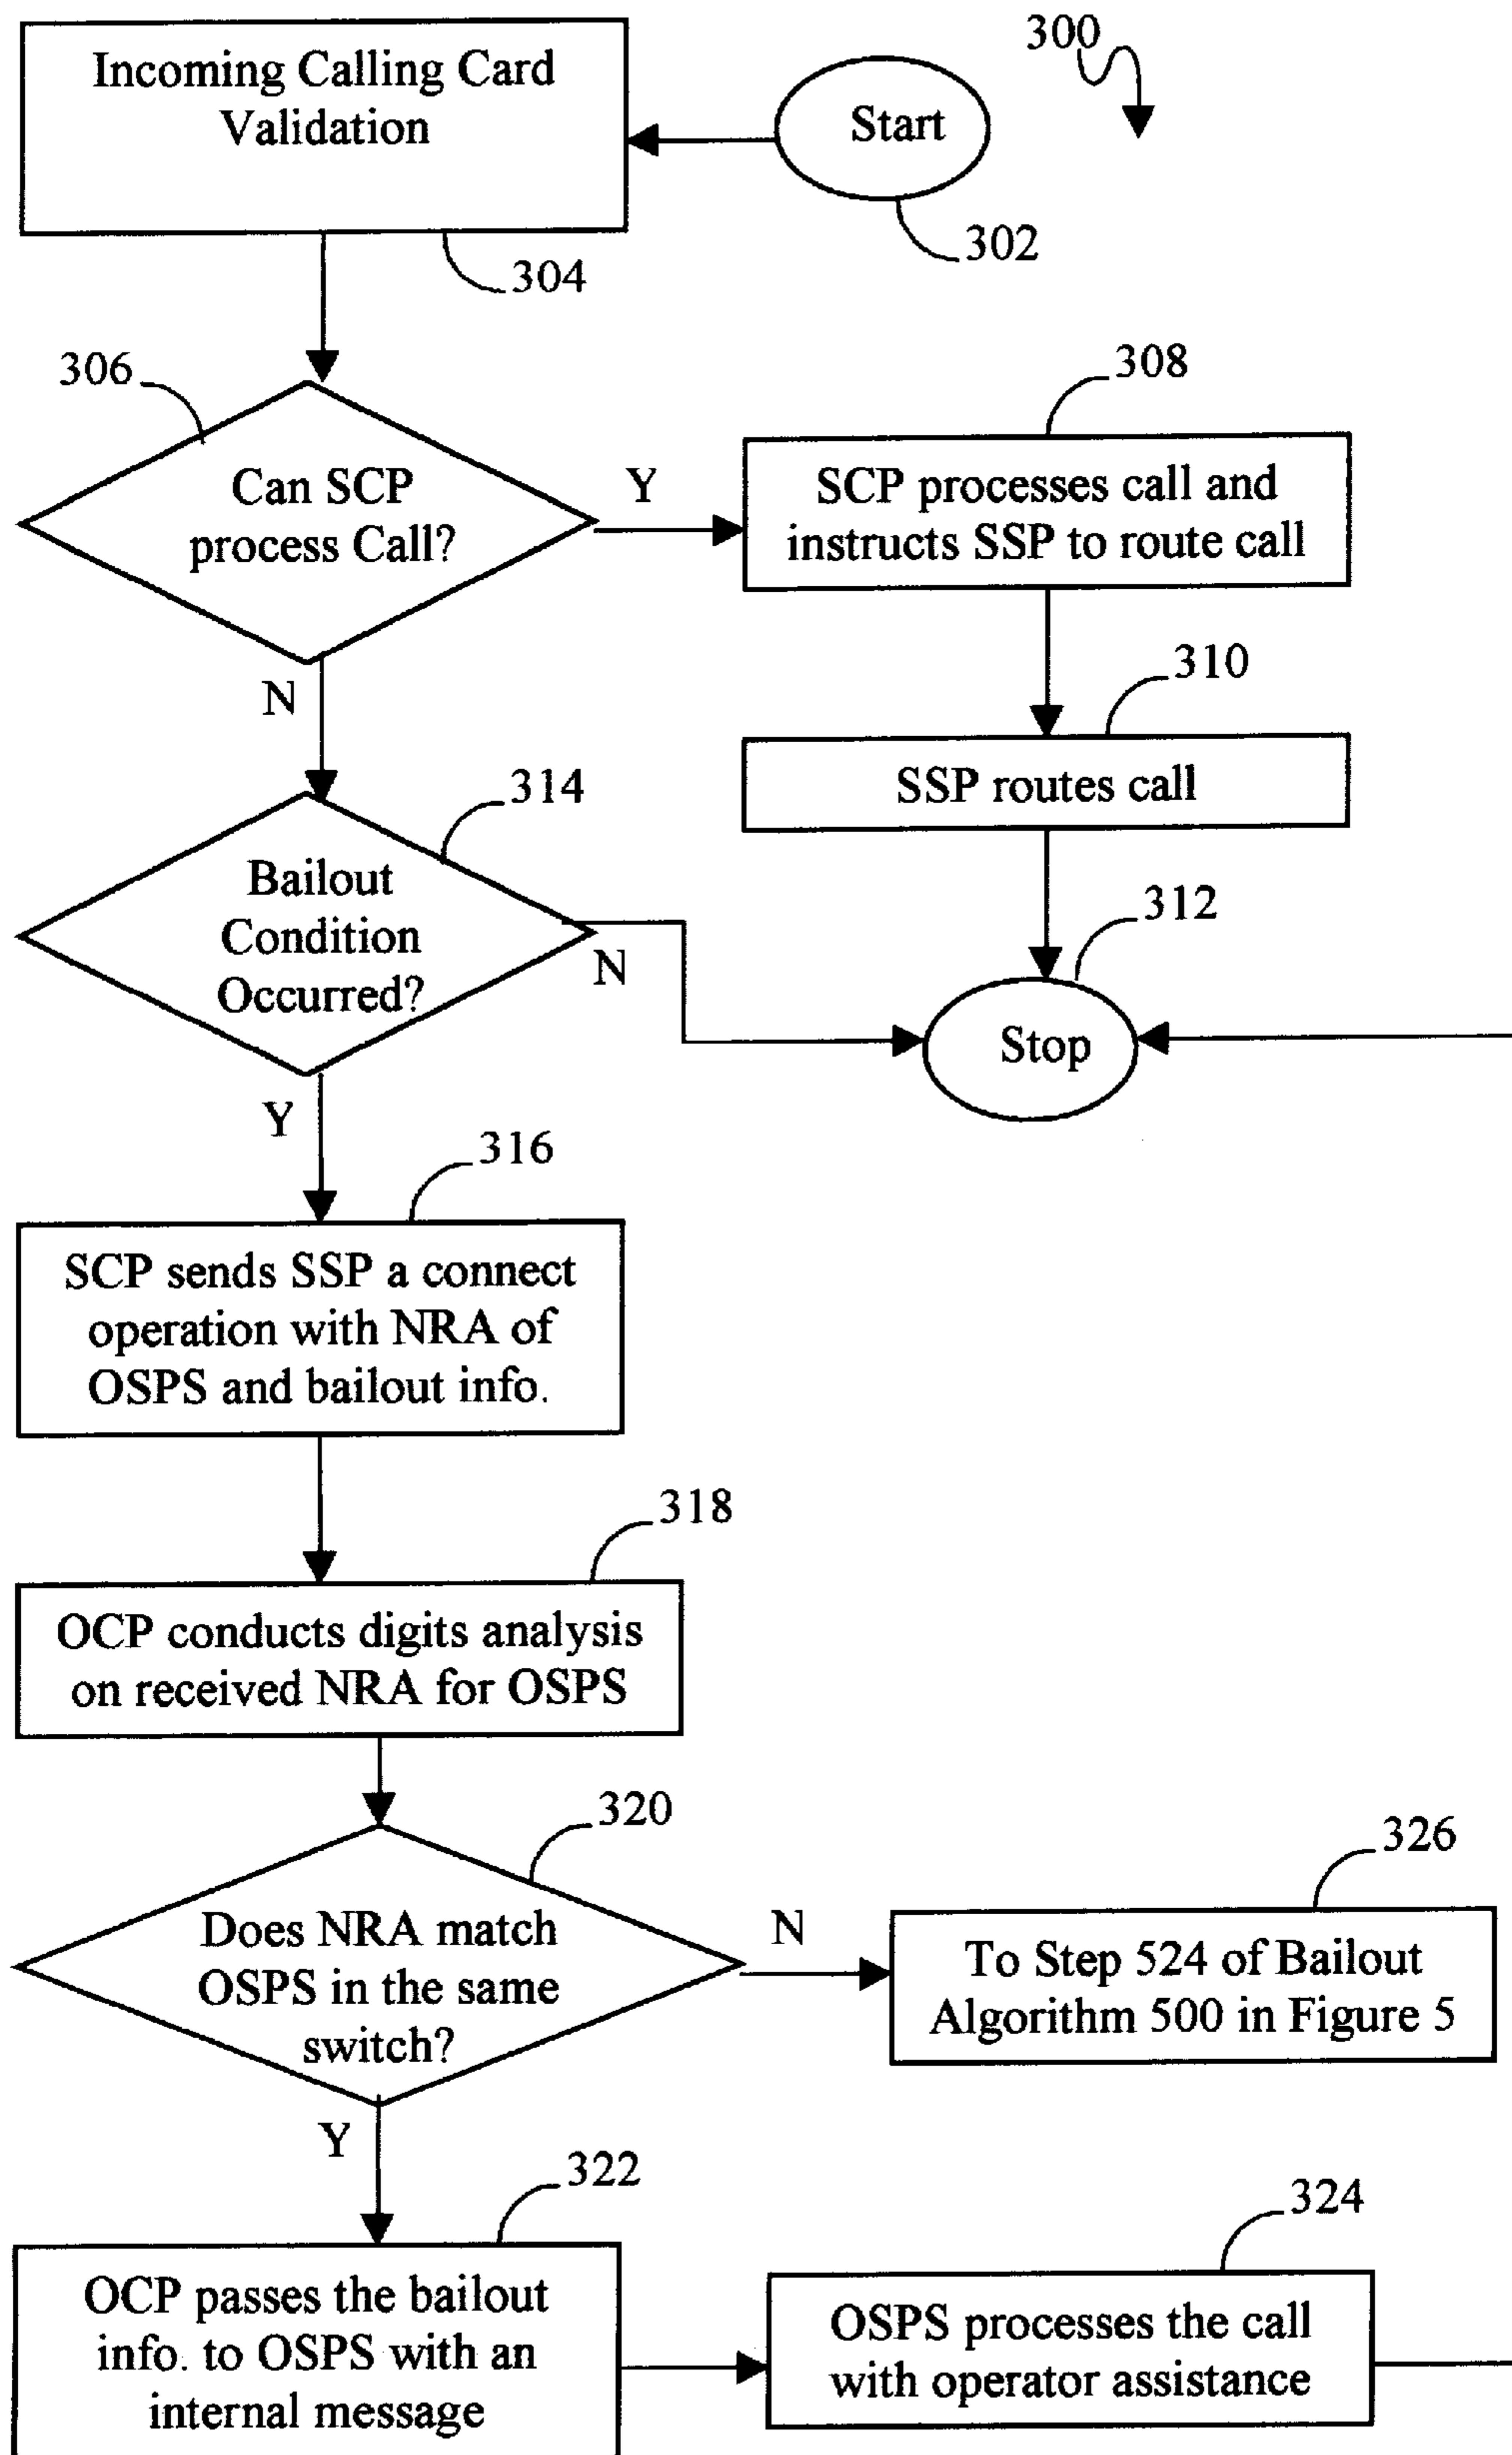 300
Incoming Calling Card
Validation
Start
302
304
306
Can SCP
process Call?
Y
308
SCP processes call and
instructs SSP to route call
N
310
SSP routes call
314
Bailout
Condition
Occurred?
N
312
Stop
Y
316
SCP sends SSP a connect
operation with NRA of
OSPS and bailout info.
318
OCP conducts digits analysis
on received NRA for OSPS
320
Does NRA match
OSPS in the same
switch?
N
326
To Step 524 of Bailout
Algorithm 500 in Figure 5
Y
322
OCP passes the bailout
info. to OSPS with an
internal message
324
OSPS processes the call
with operator assistance